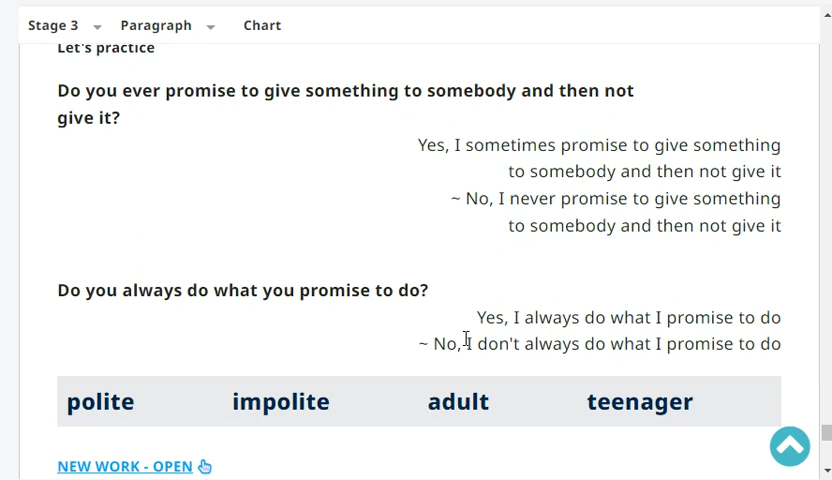 Stage 3 Paragraph Chart
Let's practice
Do you ever promise to give something to somebody and then not
give it?
Yes, I sometimes promise to give something
to somebody and then not give it
~ No, I never promise to give something
to somebody and then not give it
Do you always do what you promise to do?
Yes, I always do what I promise to do
~ No, I don't always do what I promise to do
polite impolite adult teenager
NEW WORK - OPEN